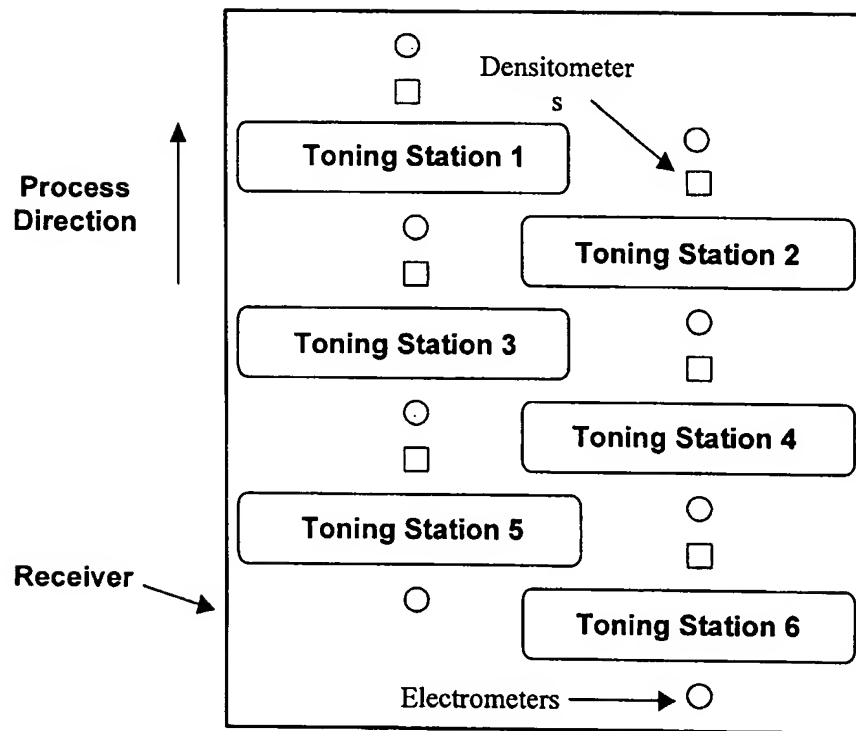 Densitometer
s
Toning Station 1
Process
Direction
Toning Station 2
Toning Station 3
Toning Station 4
Toning Station 5
Receiver
Toning Station 6
Electrometers